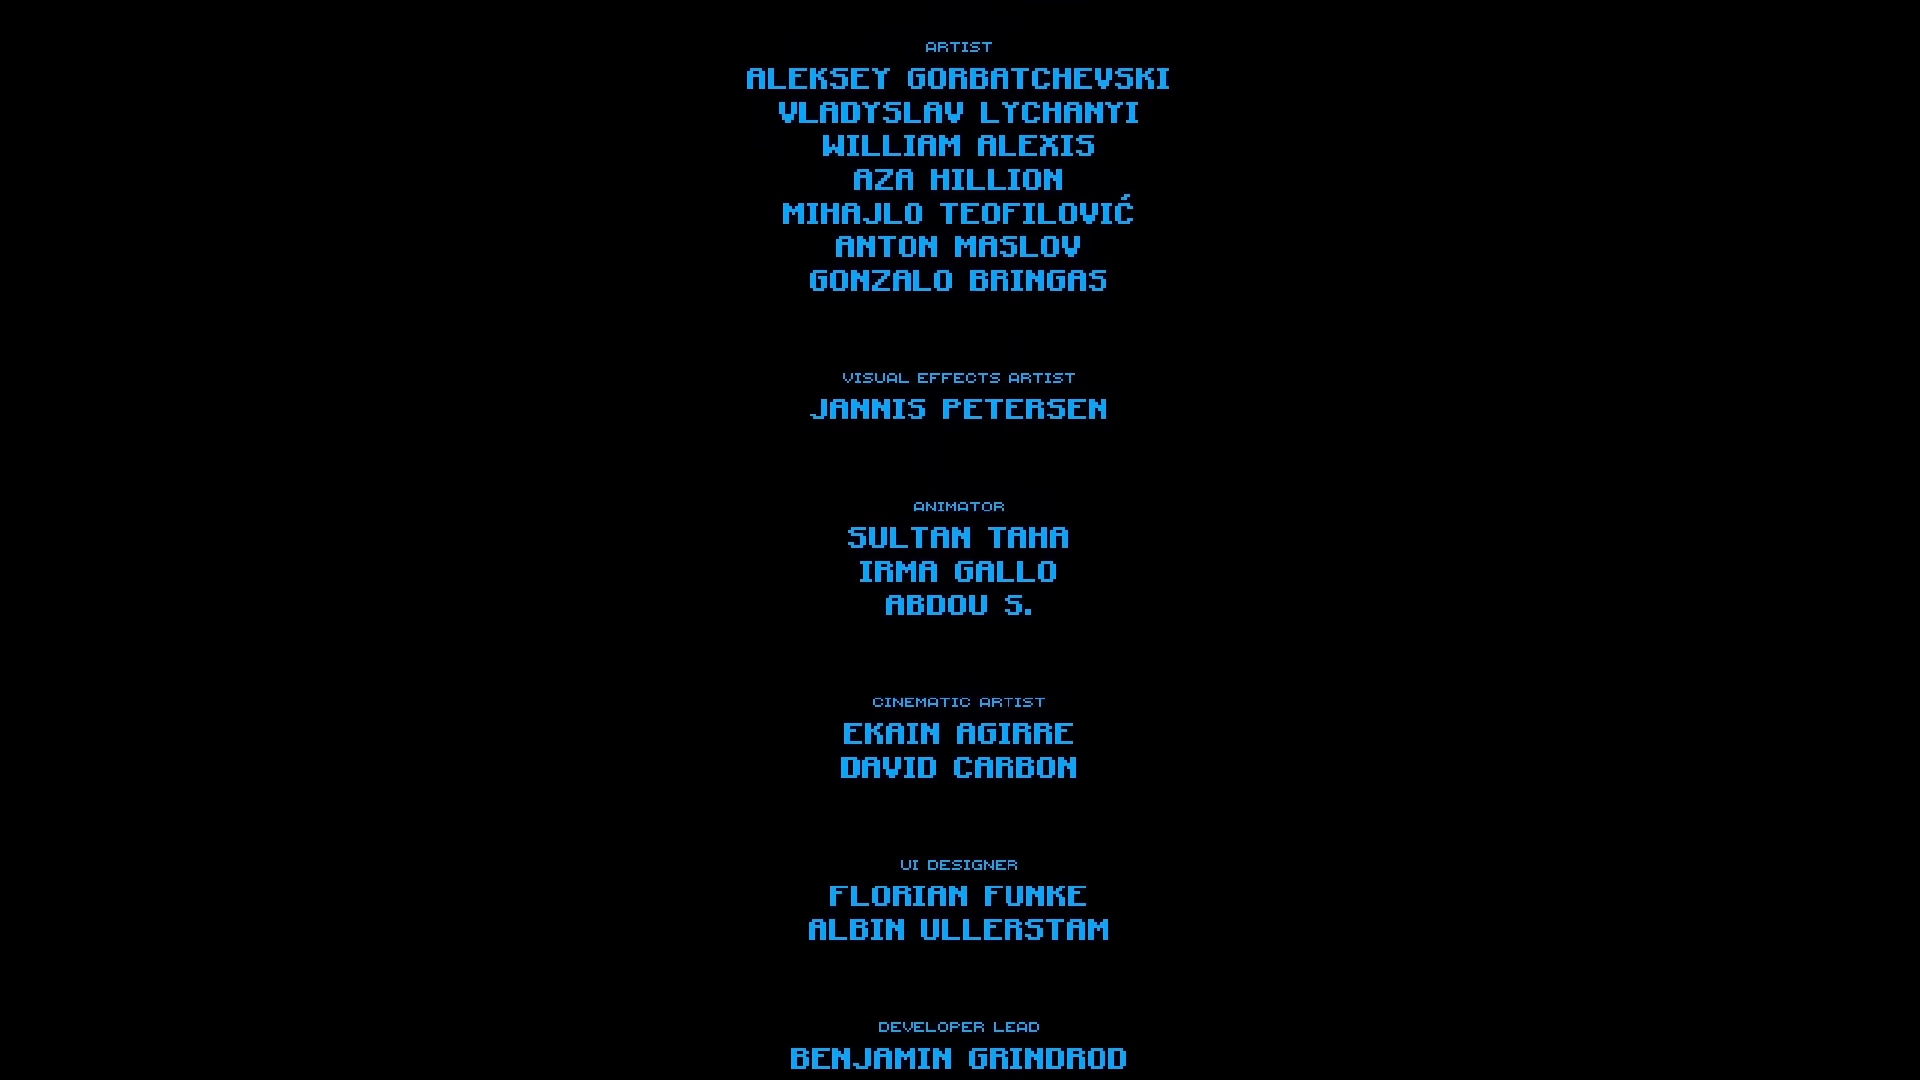 ARTIST
ALEKSEY GORBATCHEVSKI
VLADYSLAV LYCHANYI
WILLIAM ALEXIS
AZA HILLION
MIHAJLO TEOFILOVIĆ
ANTON MASLOV
GONZALO BRINGAS
VISUAL EFFECTS ARTIST
JANNIS PETERSEN
ANIMATOR
SULTAN TAHA
IRMA GALLO
ABDOU S.
CINEMATIC ARTIST
EKAIN AGIRRE
DAVID CARBON
UI DESIGNER
FLORIAN FUNKE
ALBIN ULLERSTAM
DEVELOPER LEAD
BENJAMIN GRINDROD